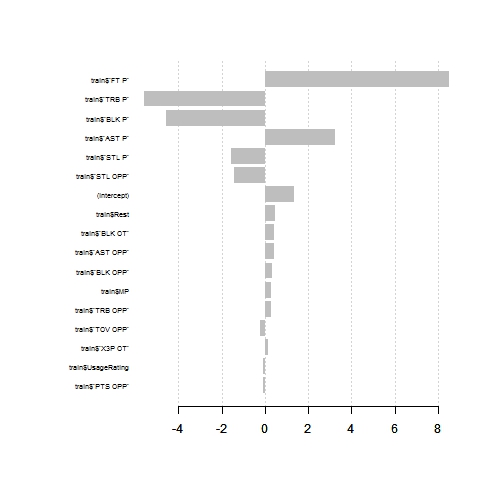 train$`FT P`
train$`TRB P`
train$`BLK P`
train$`AST P`
train$`STL P`
train$`STL OPP`
(Intercept)
train$Rest
train$`BLK OT`
train$`AST OPP`
train$`BLK OPP`
train$MP
train$`TRB OPP`
train$`TOV OPP`
train$`X3P OT`
train$UsageRating
train$`PTS OPP`
-4 -2 0 2 4 6 8